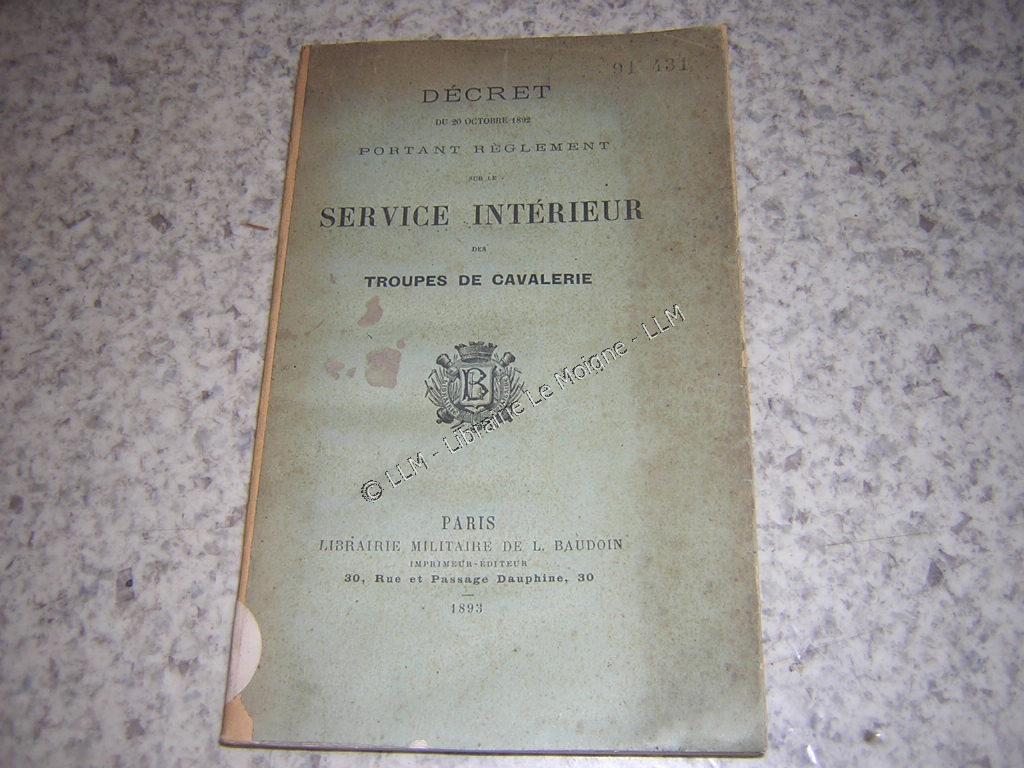 91 431
DÉCRET
DU 20 OCTOBRE 1892
PORTANT RÈGLEMENT
SUR LE
SERVICE INTÉRIEUR
DES
TROUPES DE CAVALERIE
B
© LLM - Librairie Le Moigne - LLM
PARIS
LIBRAIRIE MILITAIRE DE L. BAUDOIN
IMPRIMEUR-ÉDITEUR
30, Rue et Passage Dauphine, 30
1893